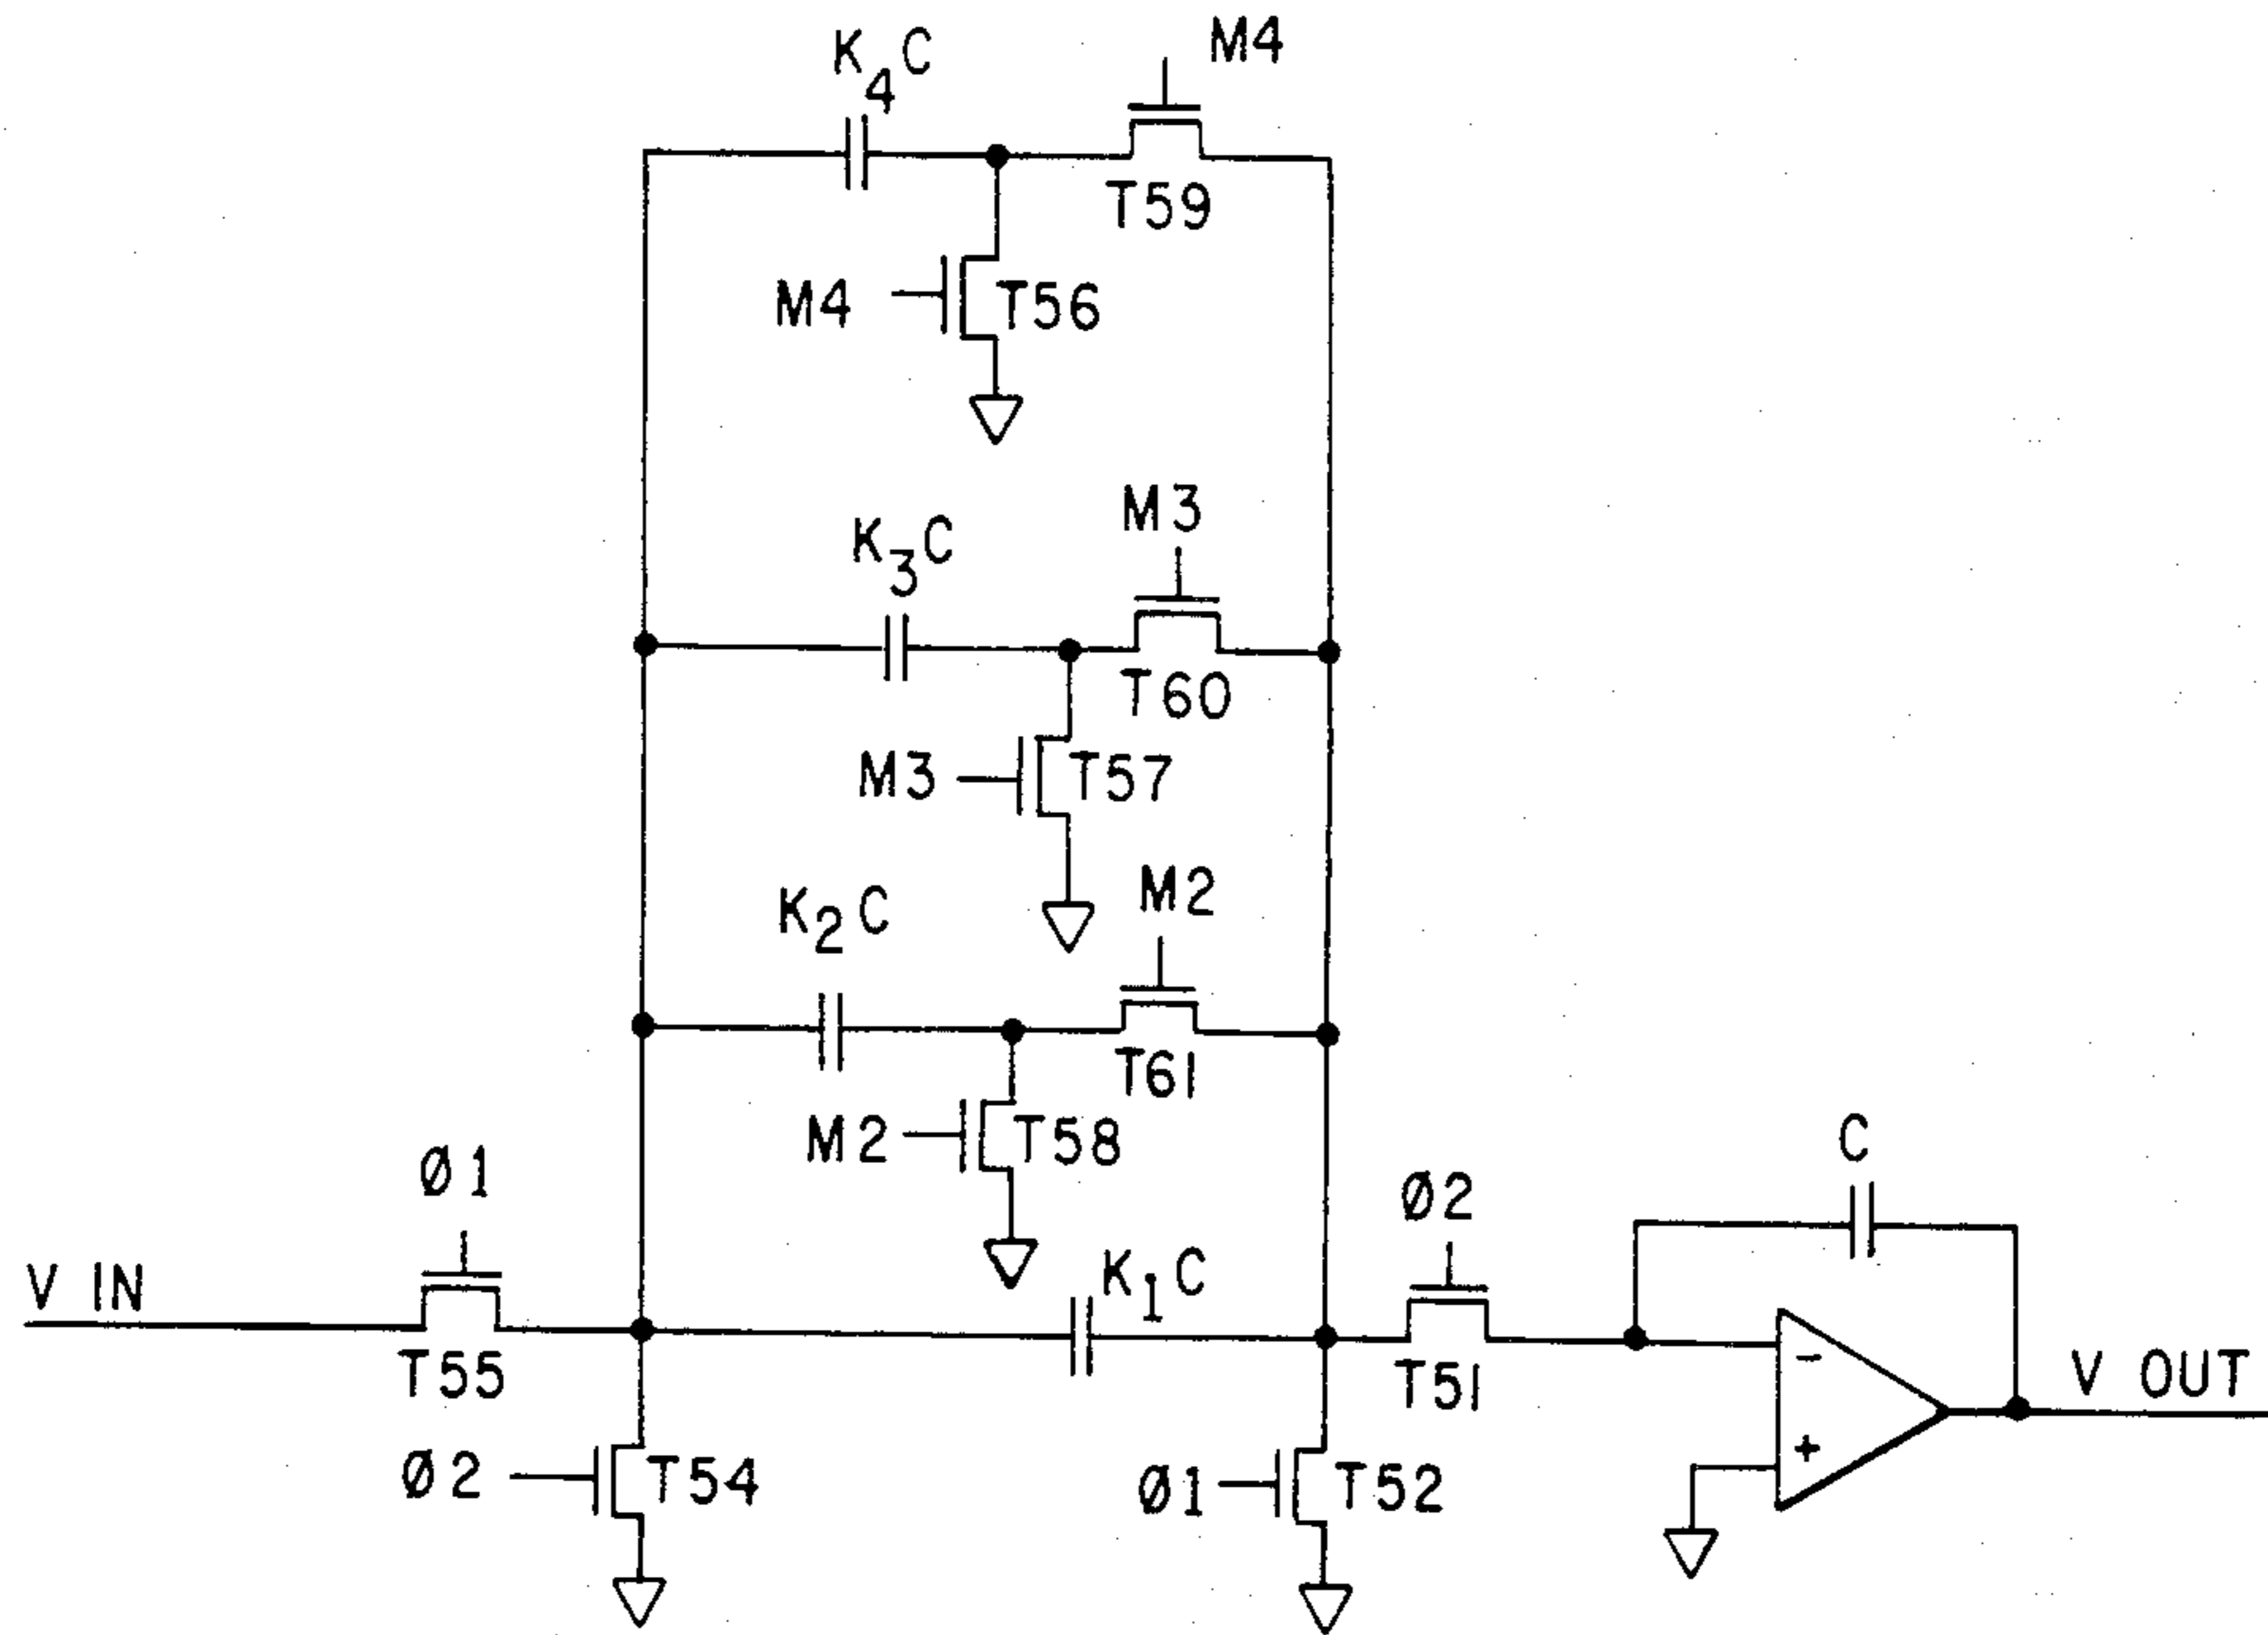 K4C
M4
T59
M4
T56
M3
K3C
T60
M3
T57
M2
K2C
T61
M2
T58
C
Ø1
Ø2
K1C
V IN
T55
T51
V OUT
-
+
Ø2
T54
Ø1
T52